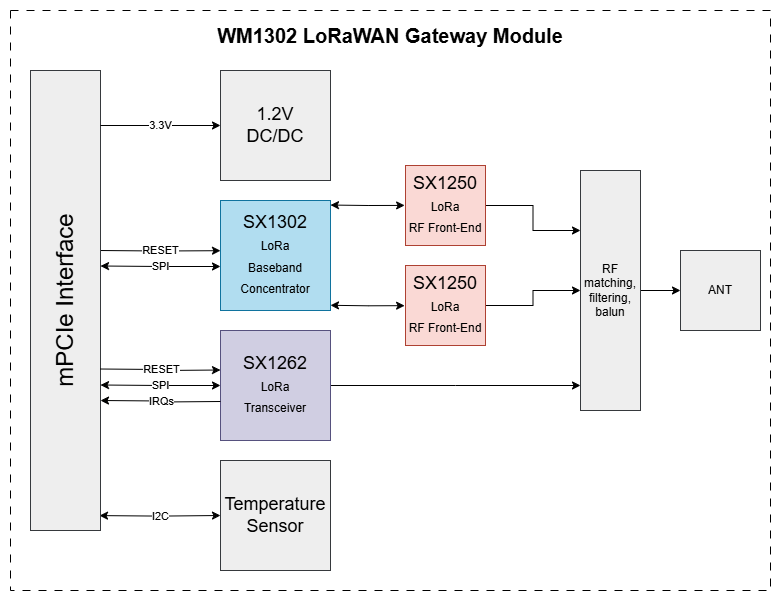 WM1302 LoRaWAN Gateway Module
mPCIe Interface
3.3V
1.2V
DC/DC
RESET
SPI
SX1302
LoRa
Baseband
Concentrator
SX1250
LoRa
RF Front-End
SX1250
LoRa
RF Front-End
RF
matching,
filtering,
balun
ANT
RESET
SPI
IRQs
SX1262
LoRa
Transceiver
I2C
Temperature
Sensor